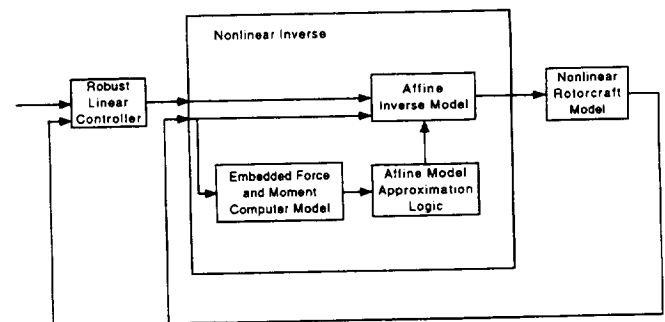 Nonlinear Inverse
Robust
Linear
Controller
Affine
Inverse Model
Nonlinear
Rotorcraft
Model
Embedded Force
and Moment
Computer Model
Affine Model
Approximation
Logic